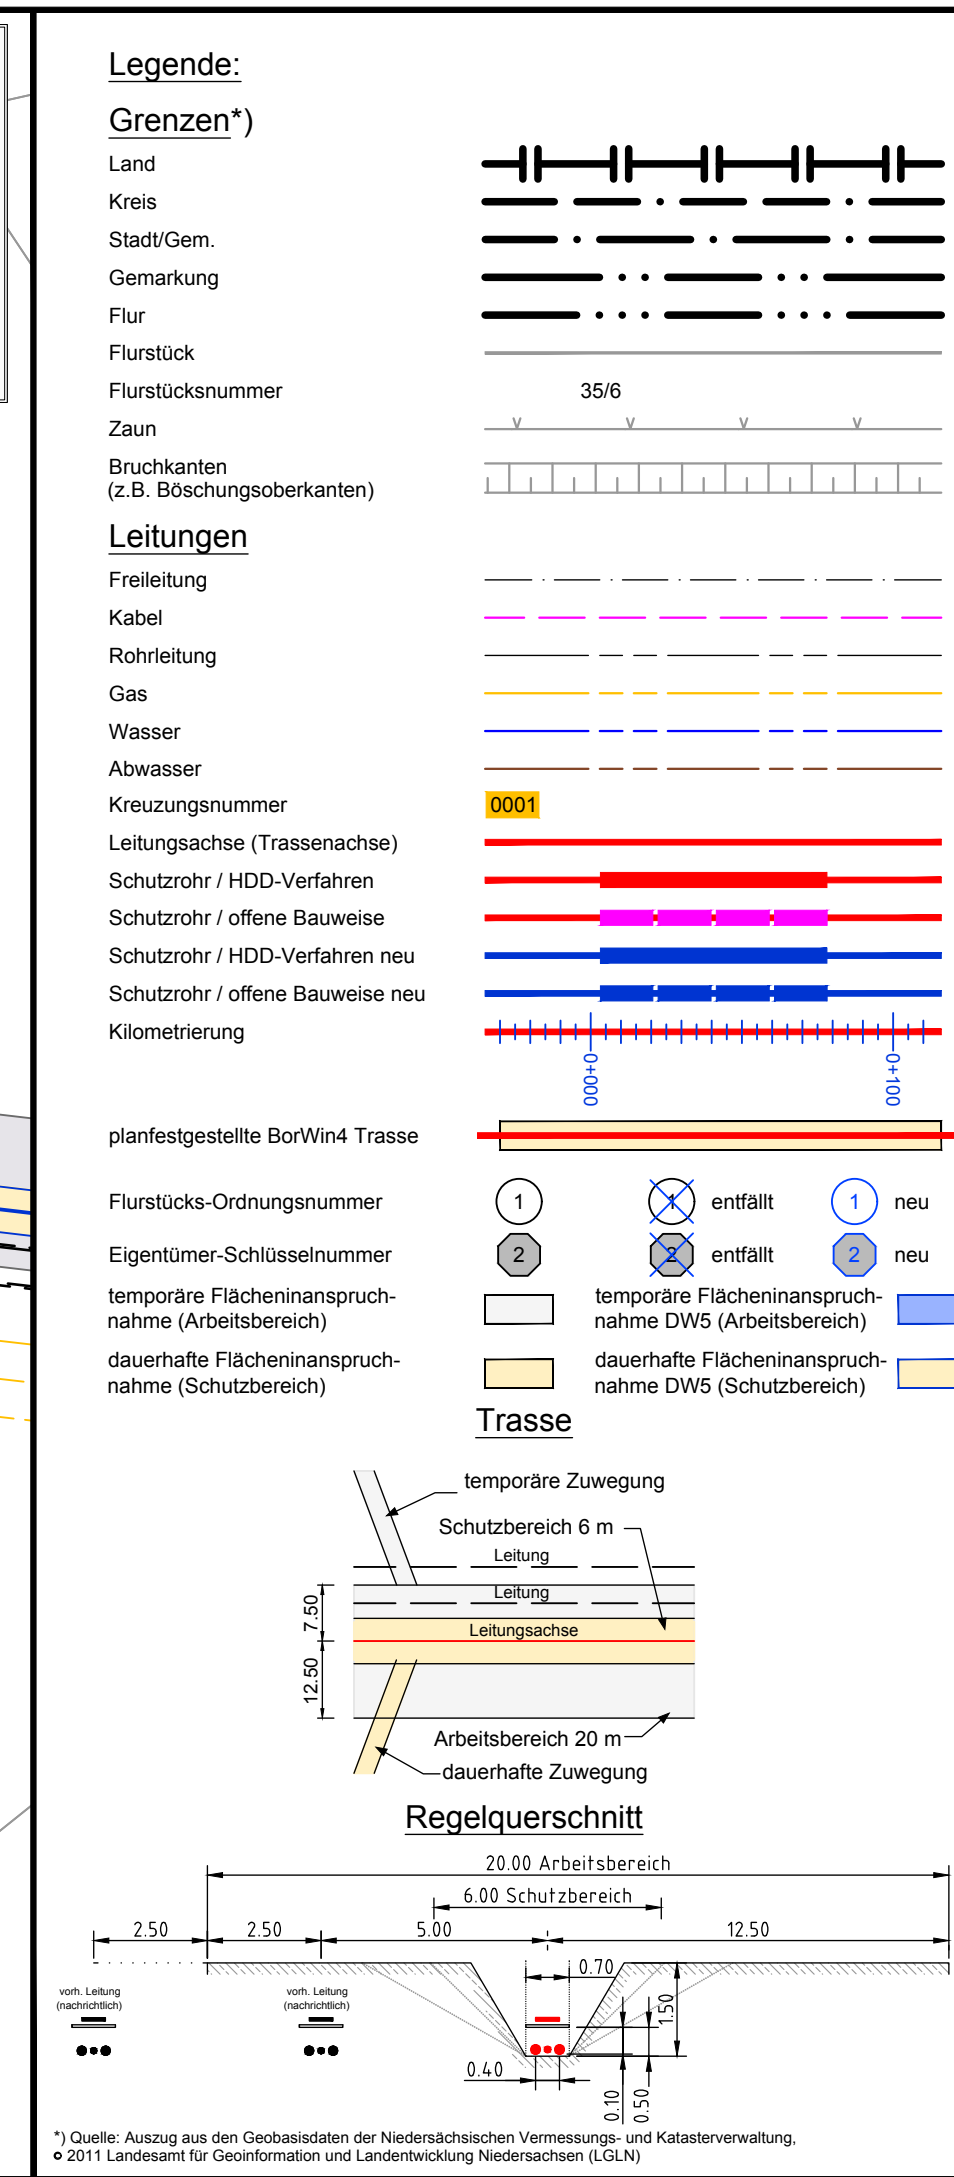 Legende:
Grenzen*)
Land
Kreis
Stadt/Gem.
Gemarkung
Flur
Flurstück
Flurstücksnummer 35/6
Zaun
Bruchkanten
(z.B. Böschungsoberkanten)
Leitungen
Freileitung
Kabel
Rohrleitung
Gas
Wasser
Abwasser
Kreuzungsnummer 0001
Leitungsachse (Trassenachse)
Schutzrohr / HDD-Verfahren
Schutzrohr / offene Bauweise
Schutzrohr / HDD-Verfahren neu
Schutzrohr / offene Bauweise neu
Kilometrierung
0+000 0+100
planfestgestellte BorWin4 Trasse
Flurstücks-Ordnungsnummer 1 1 entfällt 1 neu
Eigentümer-Schlüsselnummer 2 2 entfällt 2 neu
temporäre Flächeninanspruch-
nahme (Arbeitsbereich)
temporäre Flächeninanspruch-
nahme DW5 (Arbeitsbereich)
dauerhafte Flächeninanspruch-
nahme (Schutzbereich)
dauerhafte Flächeninanspruch-
nahme DW5 (Schutzbereich)
Trasse
temporäre Zuwegung
Schutzbereich 6 m
Leitung
Leitung
7.50
Leitungsachse
12.50
Arbeitsbereich 20 m
dauerhafte Zuwegung
Regelquerschnitt
20.00 Arbeitsbereich
6.00 Schutzbereich
2.50 2.50 5.00 12.50
0.70
vorh. Leitung
(nachrichtlich)
vorh. Leitung
(nachrichtlich)
1.50
0.40
0.10
0.50
*) Quelle: Auszug aus den Geobasisdaten der Niedersächsischen Vermessungs- und Katasterverwaltung,
© 2011 Landesamt für Geoinformation und Landentwicklung Niedersachsen (LGLN)